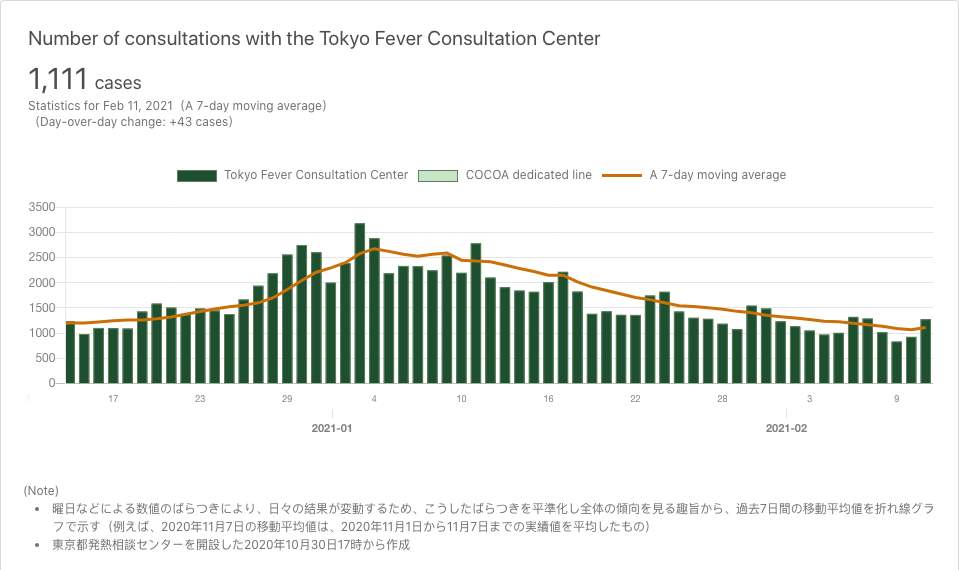 Number of consultations with the Tokyo Fever Consultation Center
1,111 cases
Statistics for Feb 11, 2021（A 7-day moving average）
（Day-over-day change: +43 cases）
Tokyo Fever Consultation Center COCOA dedicated line A 7-day moving average
3500
3000
2500
2000
1500
1000
500
0
17 23 29 4 10 16 22 28 3 9
2021-01 2021-02
(Note)
• 曜日などによる数値のばらつきにより、日々の結果が変動するため、こうしたばらつきを平準化し全体の傾向を見る趣旨から、過去7日間の移動平均値を折れ線グラ
フで示す（例えば、2020年11月7日の移動平均値は、2020年11月1日から11月7日までの実績値を平均したもの）
• 東京都発熱相談センターを開設した2020年10月30日17時から作成